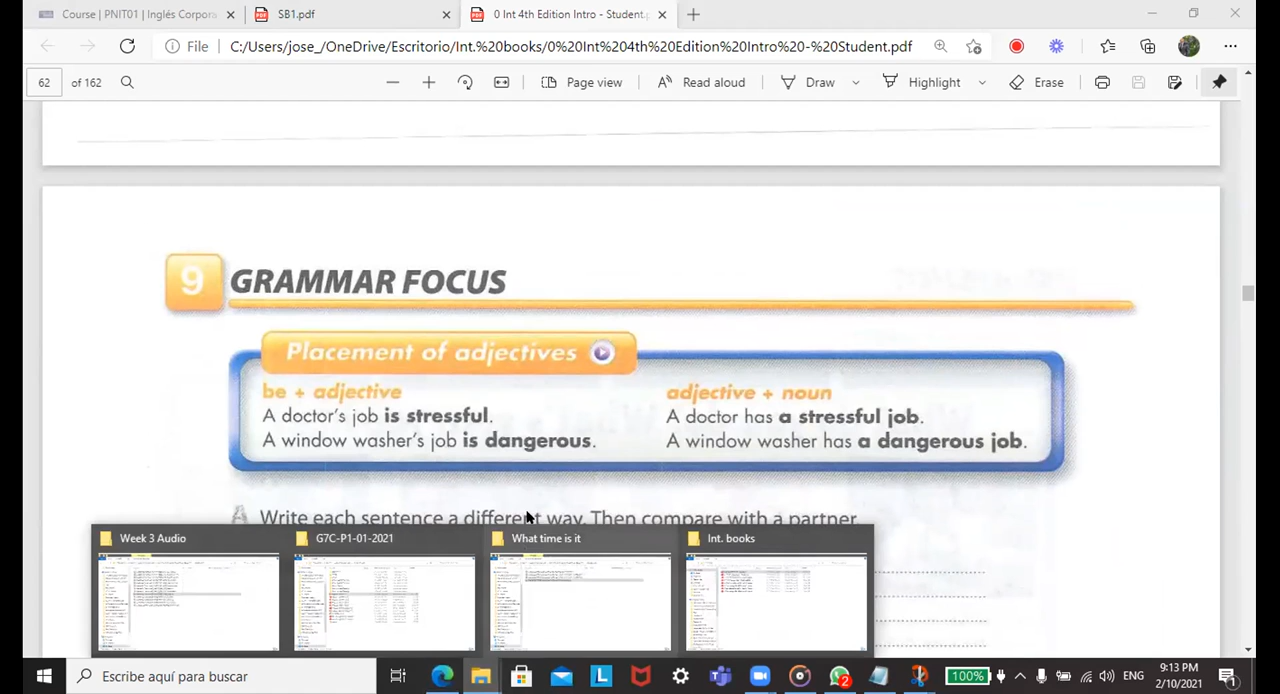 Course | PNIT01 | Inglés Corpora
SB1.pdf
0 Int 4th Edition Intro - Student.p
File
C:/Users/jose_/OneDrive/Escritorio/Int.%20books/0%20Int%204th%20Edition%20Intro%20-%20Student.pdf
62 of 162
Page view
Read aloud
Draw
Highlight
Erase
9 GRAMMAR FOCUS
Placement of adjectives
be + adjective
A doctor's job is stressful.
A window washer's job is dangerous.
adjective + noun
A doctor has a stressful job.
A window washer has a dangerous job.
A Write each sentence a different way. Then compare with a partner
Week 3 Audio
G7C-P1-01-2021
What time is it
Int. books
Escribe aquí para buscar
L
2
100%
ENG
9:13 PM
2/10/2021
1